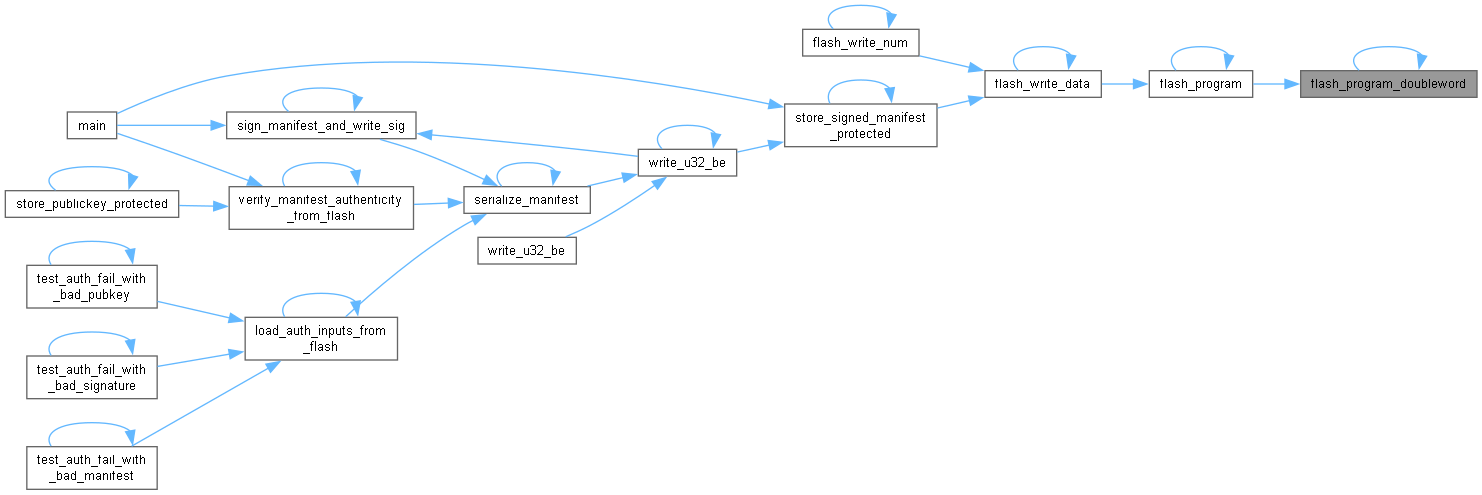 flash_write_num
flash_write_data
flash_program
flash_program_doubleword
main
sign_manifest_and_write_sig
store_signed_manifest
_protected
write_u32_be
store_publickey_protected
verify_manifest_authenticity
_from_flash
serialize_manifest
write_u32_be
test_auth_fail_with
_bad_pubkey
load_auth_inputs_from
_flash
test_auth_fail_with
_bad_signature
test_auth_fail_with
_bad_manifest